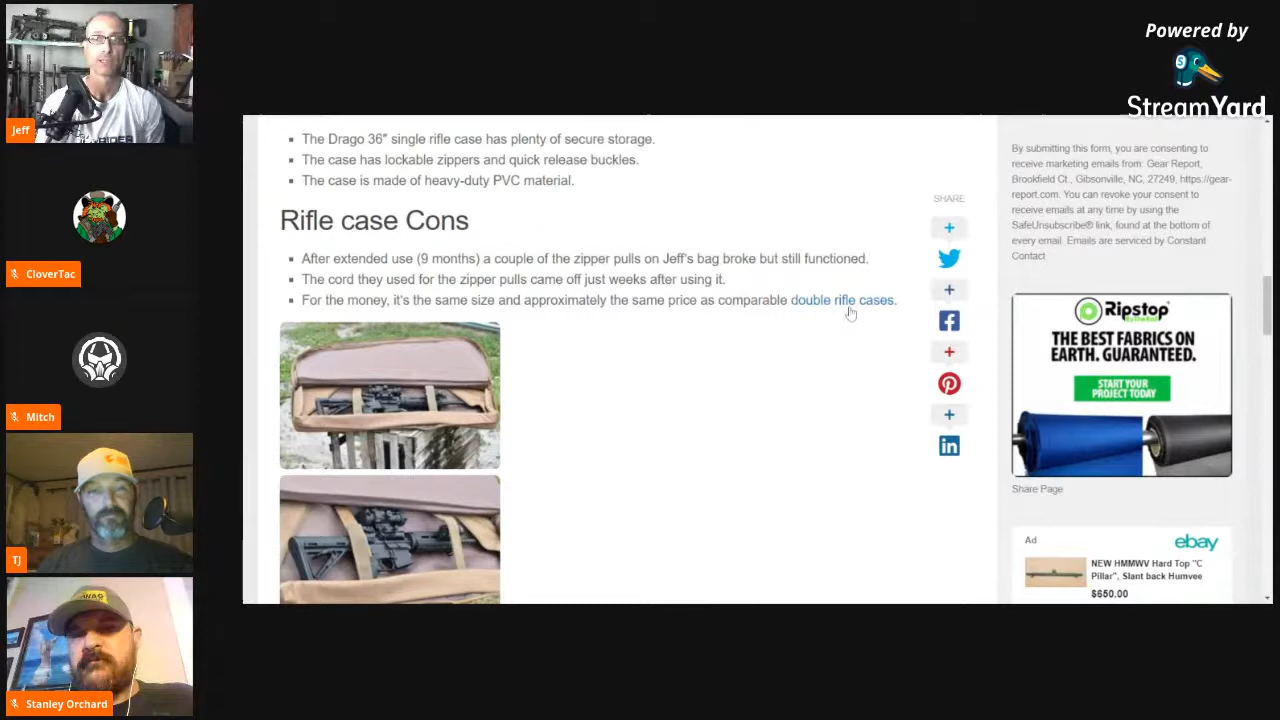 Powered by
StreamYard
Jeff
CloverTac
Mitch
TJ
Stanley Orchard
The Drago 36" single rifle case has plenty of secure storage.
The case has lockable zippers and quick release buckles.
The case is made of heavy-duty PVC material.
Rifle case Cons
After extended use (9 months) a couple of the zipper pulls on Jeff's bag broke but still functioned.
The cord they used for the zipper pulls came off just weeks after using it.
For the money, it's the same size and approximately the same price as comparable double rifle cases.
SHARE
By submitting this form, you are consenting to
receive marketing emails from: Gear Report,
Brookfield Ct., Gibsonville, NC, 27249, https://gear-
report.com. You can revoke your consent to
receive emails at any time by using the
SafeUnsubscribe® link, found at the bottom of
every email. Emails are serviced by Constant
Contact
Ripstop
THE BEST FABRICS ON
EARTH. GUARANTEED.
START YOUR
PROJECT TODAY
Share Page
Ad
ebay
NEW HMMWV Hard Top "C
Pillar", Slant back Humvee
$650.00